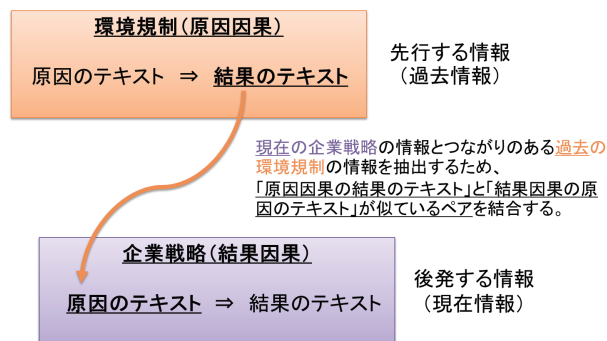 環境規制(原因因果)
原因のテキスト ⇒ 結果のテキスト
先行する情報
(過去情報)
現在の企業戦略の情報とつながりのある過去の
環境規制の情報を抽出するため、
「原因因果の結果のテキスト」と「結果因果の原
因のテキスト」が似ているペアを結合する。
企業戦略(結果因果)
原因のテキスト ⇒ 結果のテキスト
後発する情報
(現在情報)